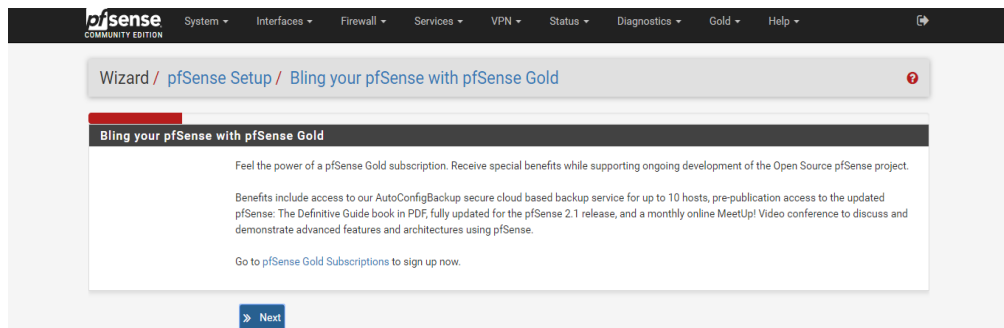 pfsense
COMMUNITY EDITION
System Interfaces Firewall Services VPN Status Diagnostics Gold Help
Wizard / pfSense Setup / Bling your pfSense with pfSense Gold
Bling your pfSense with pfSense Gold
Feel the power of a pfSense Gold subscription. Receive special benefits while supporting ongoing development of the Open Source pfSense project.
Benefits include access to our AutoConfigBackup secure cloud based backup service for up to 10 hosts, pre-publication access to the updated
pfSense: The Definitive Guide book in PDF, fully updated for the pfSense 2.1 release, and a monthly online MeetUp! Video conference to discuss and
demonstrate advanced features and architectures using pfSense.
Go to pfSense Gold Subscriptions to sign up now.
» Next